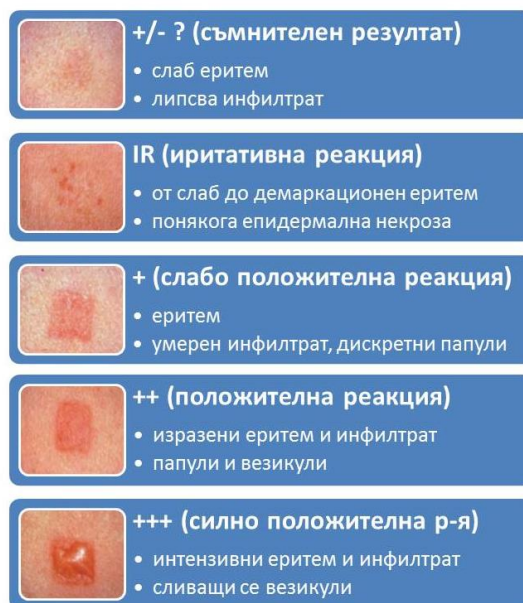 +/- ? (съмнителен резултат)
• слаб еритем
• липсва инфилтрат
IR (иритативна реакция)
• от слаб до демаркационен еритем
• понякога епидермална некроза
+ (слабо положителна реакция)
• еритем
• умерен инфилтрат, дискретни папули
++ (положителна реакция)
• изразени еритем и инфилтрат
• папули и везикули
+++ (силно положителна р-я)
• интензивни еритем и инфилтрат
• сливащи се везикули